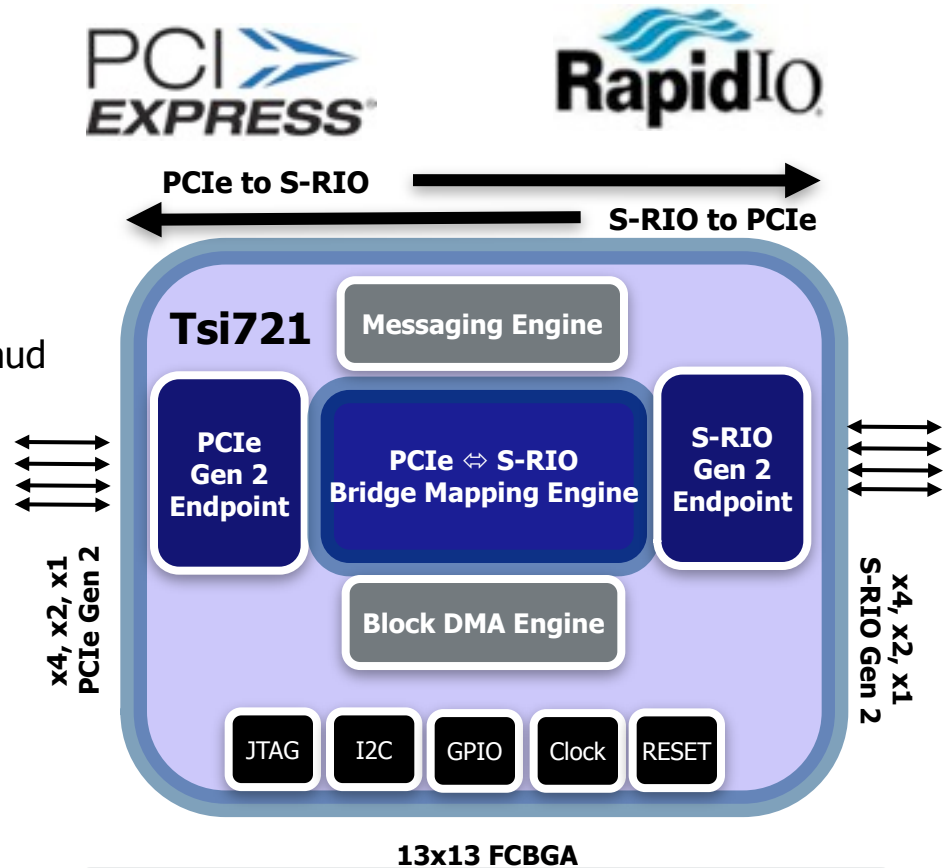 PCI
EXPRESS®
RapidIO
PCIe to S-RIO
S-RIO to PCIe
Tsi721
Messaging Engine
PCIe
Gen 2
Endpoint
PCIe ⇔ S-RIO
Bridge Mapping Engine
S-RIO
Gen 2
Endpoint
Block DMA Engine
x4, x2, x1
PCIe Gen 2
x4, x2, x1
S-RIO Gen 2
JTAG
I2C
GPIO
Clock
RESET
13x13 FCBGA